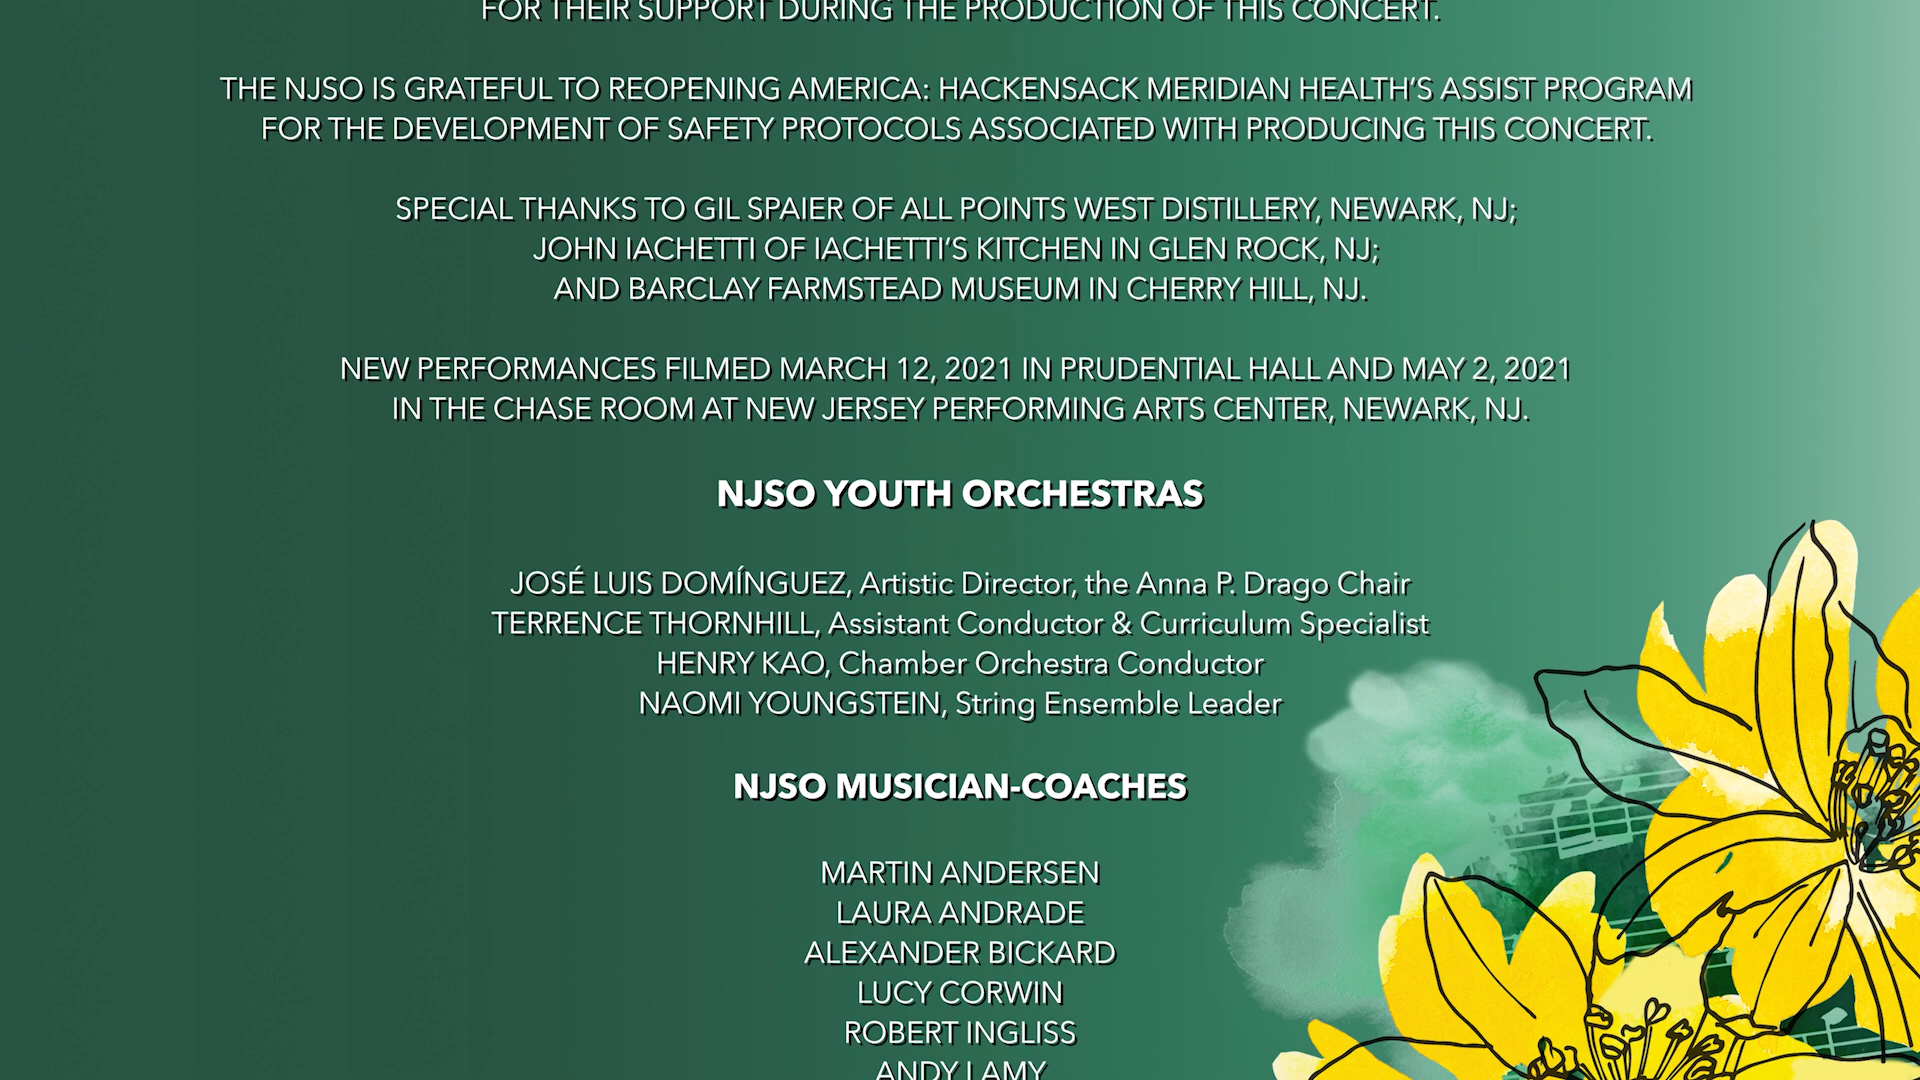 FOR THEIR SUPPORT DURING THE PRODUCTION OF THIS CONCERT.
THE NJSO IS GRATEFUL TO REOPENING AMERICA: HACKENSACK MERIDIAN HEALTH’S ASSIST PROGRAM
FOR THE DEVELOPMENT OF SAFETY PROTOCOLS ASSOCIATED WITH PRODUCING THIS CONCERT.
SPECIAL THANKS TO GIL SPAIER OF ALL POINTS WEST DISTILLERY, NEWARK, NJ;
JOHN IACHETTI OF IACHETTI’S KITCHEN IN GLEN ROCK, NJ;
AND BARCLAY FARMSTEAD MUSEUM IN CHERRY HILL, NJ.
NEW PERFORMANCES FILMED MARCH 12, 2021 IN PRUDENTIAL HALL AND MAY 2, 2021
IN THE CHASE ROOM AT NEW JERSEY PERFORMING ARTS CENTER, NEWARK, NJ.
NJSO YOUTH ORCHESTRAS
JOSÉ LUIS DOMÍNGUEZ, Artistic Director, the Anna P. Drago Chair
TERRENCE THORNHILL, Assistant Conductor & Curriculum Specialist
HENRY KAO, Chamber Orchestra Conductor
NAOMI YOUNGSTEIN, String Ensemble Leader
NJSO MUSICIAN-COACHES
MARTIN ANDERSEN
LAURA ANDRADE
ALEXANDER BICKARD
LUCY CORWIN
ROBERT INGLISS
ANDY LAMY